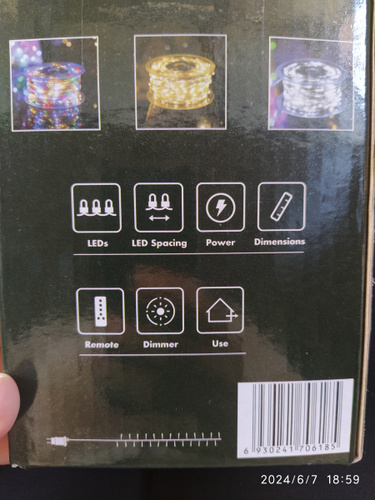 LEDs LED Spacing Power Dimensions
Remote Dimmer Use
6 930241 706185
2024/6/7 18:59